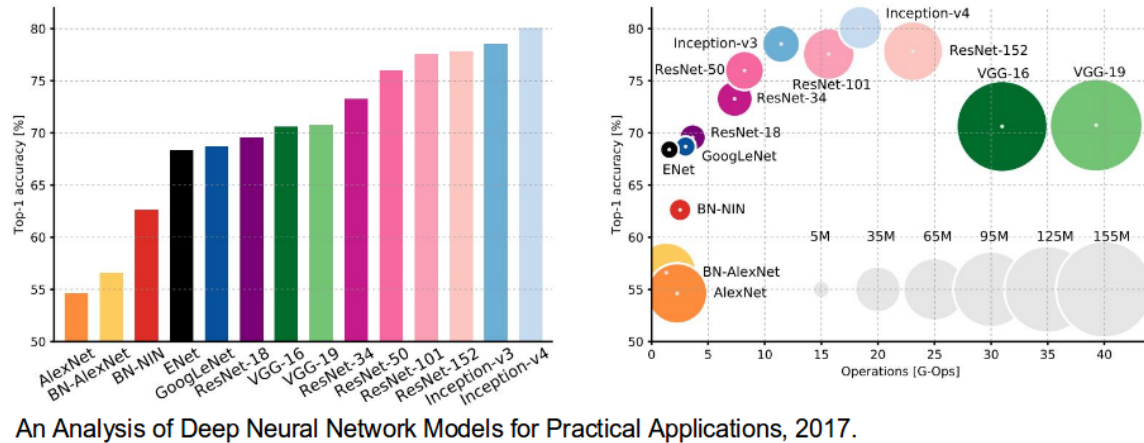 80
75
70
65
60
55
50
Top-1 accuracy [%]
AlexNet
BN-AlexNet
BN-NIN
ENet
GoogLeNet
ResNet-18
VGG-16
VGG-19
ResNet-34
ResNet-50
ResNet-101
ResNet-152
Inception-v3
Inception-v4
80
75
70
65
60
55
50
Top-1 accuracy [%]
Inception-v4
Inception-v3
ResNet-152
ResNet-50
ResNet-101
VGG-16 VGG-19
ResNet-34
ResNet-18
GoogLeNet
ENet
BN-NIN
5M 35M 65M 95M 125M 155M
BN-AlexNet
AlexNet
0 5 10 15 20 25 30 35 40
Operations [G-Ops]
An Analysis of Deep Neural Network Models for Practical Applications, 2017.